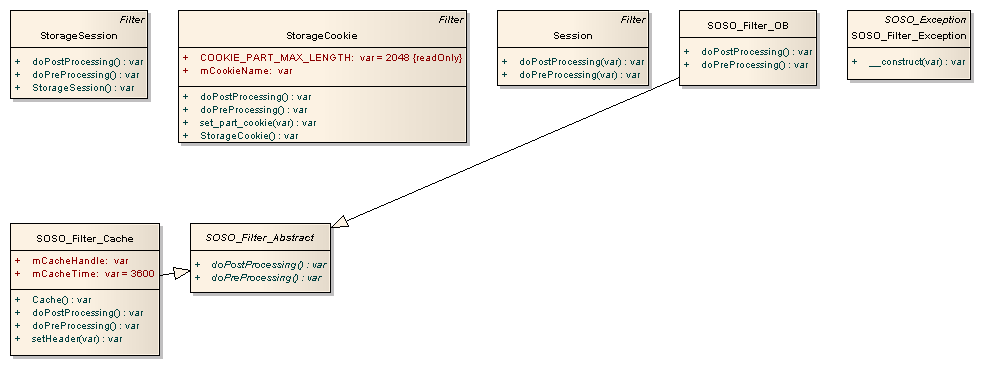 Filter
StorageSession
+ doPostProcessing() : var
+ doPreProcessing() : var
+ StorageSession() : var
Filter
StorageCookie
+ COOKIE_PART_MAX_LENGTH: var = 2048 {readOnly}
+ mCookieName: var
+ doPostProcessing() : var
+ doPreProcessing() : var
+ set_part_cookie(var) : var
+ StorageCookie() : var
Filter
Session
+ doPostProcessing(var) : var
+ doPreProcessing(var) : var
SOSO_Filter_OB
+ doPostProcessing() : var
+ doPreProcessing() : var
SOSO_Exception
SOSO_Filter_Exception
+ __construct(var) : var
SOSO_Filter_Cache
+ mCacheHandle: var
+ mCacheTime: var = 3600
+ Cache() : var
+ doPostProcessing() : var
+ doPreProcessing() : var
+ setHeader(var) : var
SOSO_Filter_Abstract
+ doPostProcessing() : var
+ doPreProcessing() : var